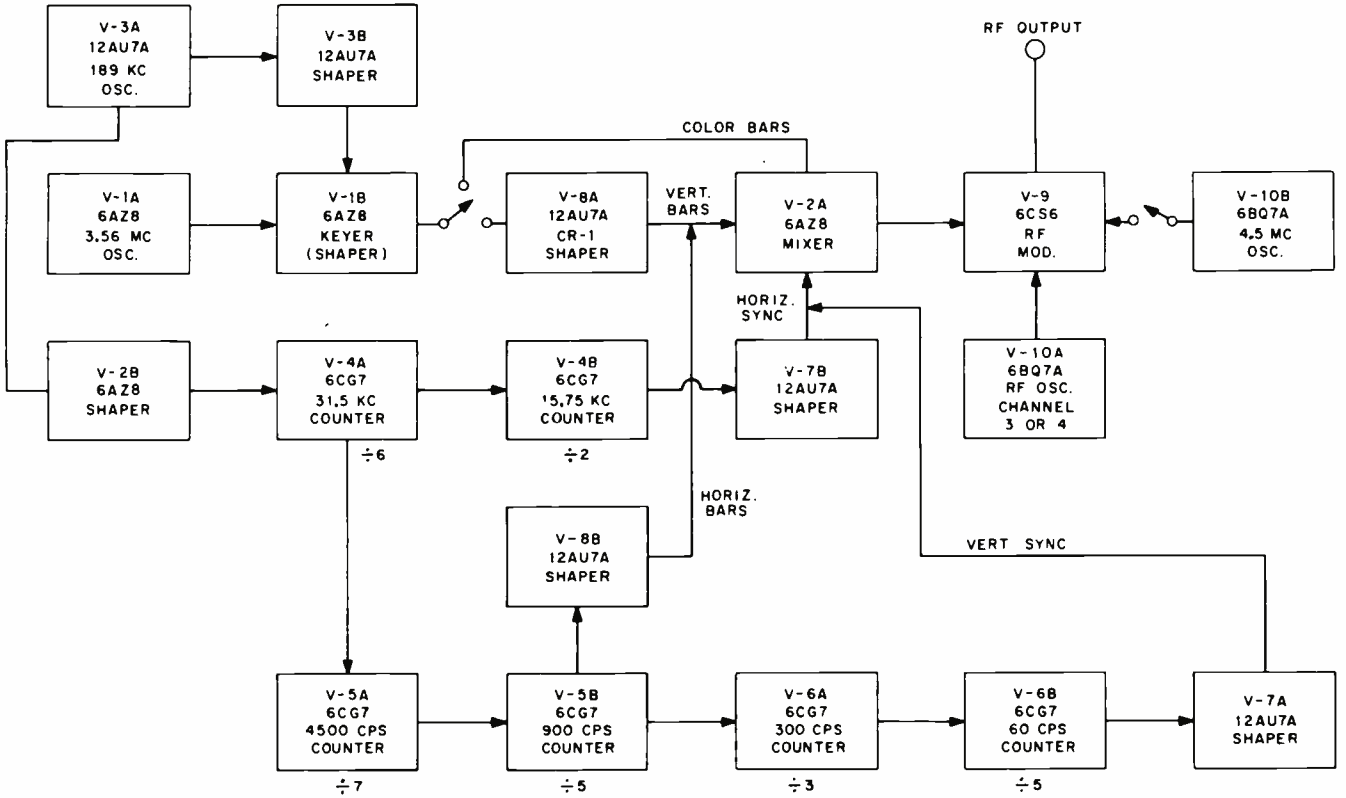 V-3A
12AU7A
189 KC
OSC.
V-3B
12AU7A
SHAPER
RF OUTPUT
COLOR BARS
V-1A
6AZ8
3.56 MC
OSC.
V-1B
6AZ8
KEYER
(SHAPER)
V-8A
12AU7A
CR-1
SHAPER
VERT.
BARS
V-2A
6AZ8
MIXER
V-9
6CS6
RF
MOD.
V-10B
6BQ7A
4.5 MC
OSC.
HORIZ.
SYNC
V-2B
6AZ8
SHAPER
V-4A
6CG7
31.5 KC
COUNTER
÷6
V-4B
6CG7
15.75 KC
COUNTER
÷2
V-7B
12AU7A
SHAPER
V-10A
6BQ7A
RF OSC.
CHANNEL
3 OR 4
HORIZ.
BARS
V-8B
12AU7A
SHAPER
VERT SYNC
V-5A
6CG7
4500 CPS
COUNTER
÷7
V-5B
6CG7
900 CPS
COUNTER
÷5
V-6A
6CG7
300 CPS
COUNTER
÷3
V-6B
6CG7
60 CPS
COUNTER
÷5
V-7A
12AU7A
SHAPER